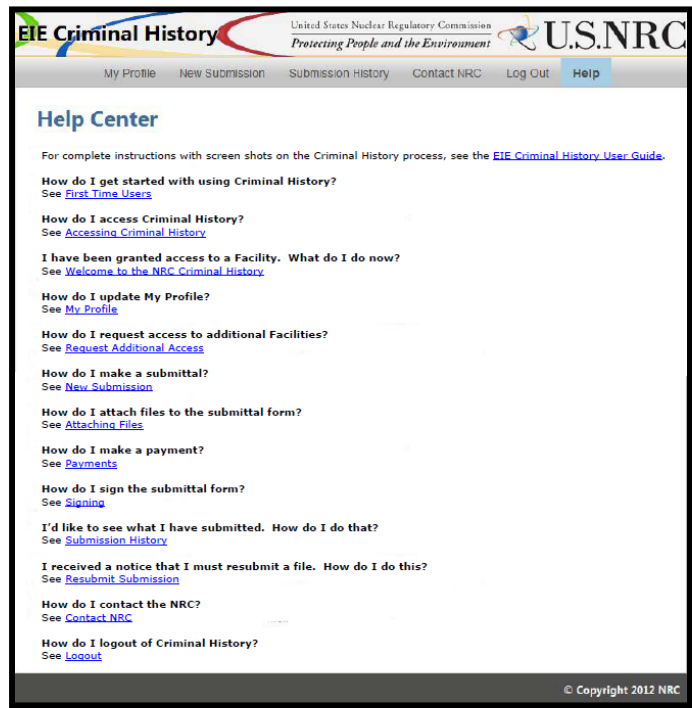 EIE Criminal History
United States Nuclear Regulatory Commission
Protecting People and the Environment
U.S.NRC
My Profile New Submission Submission History Contact NRC Log Out Help
Help Center
For complete instructions with screen shots on the Criminal History process, see the EIE Criminal History User Guide.
How do I get started with using Criminal History?
See First Time Users
How do I access Criminal History?
See Accessing Criminal History
I have been granted access to a Facility. What do I do now?
See Welcome to the NRC Criminal History
How do I update My Profile?
See My Profile
How do I request access to additional Facilities?
See Request Additional Access
How do I make a submittal?
See New Submission
How do I attach files to the submittal form?
See Attaching Files
How do I make a payment?
See Payments
How do I sign the submittal form?
See Signing
I'd like to see what I have submitted. How do I do that?
See Submission History
I received a notice that I must resubmit a file. How do I do this?
See Resubmit Submission
How do I contact the NRC?
See Contact NRC
How do I logout of Criminal History?
See Logout
© Copyright 2012 NRC